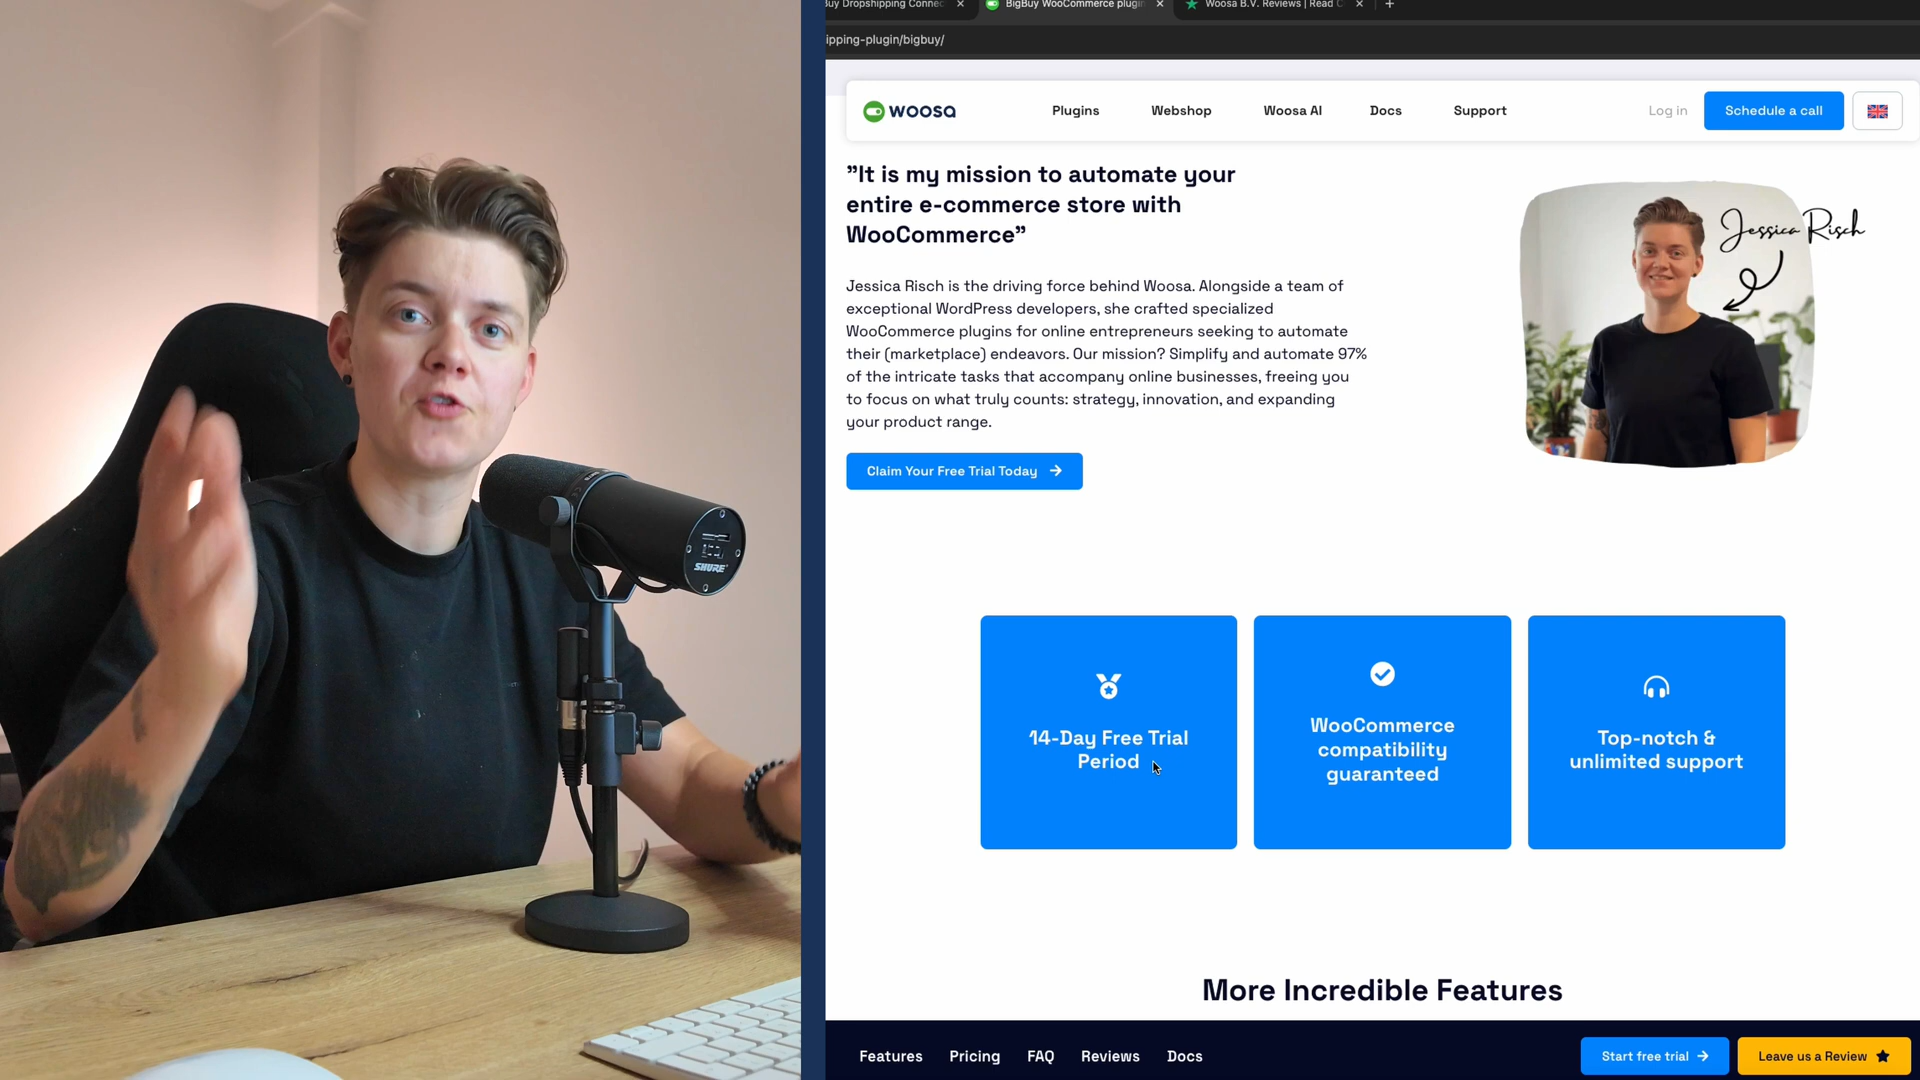 uy Dropshipping Connec
BigBuy WooCommerce plugin
Woosa B.V. Reviews | Read C
ipping-plugin/bigbuy/
woosa
Plugins
Webshop
Woosa AI
Docs
Support
Log in
Schedule a call
"It is my mission to automate your
entire e-commerce store with
WooCommerce"
Jessica Risch
Jessica Risch is the driving force behind Woosa. Alongside a team of
exceptional WordPress developers, she crafted specialized
WooCommerce plugins for online entrepreneurs seeking to automate
their (marketplace) endeavors. Our mission? Simplify and automate 97%
of the intricate tasks that accompany online businesses, freeing you
to focus on what truly counts: strategy, innovation, and expanding
your product range.
Claim Your Free Trial Today
SHURE
14-Day Free Trial
Period
WooCommerce
compatibility
guaranteed
Top-notch &
unlimited support
More Incredible Features
Features
Pricing
FAQ
Reviews
Docs
Start free trial
Leave us a Review